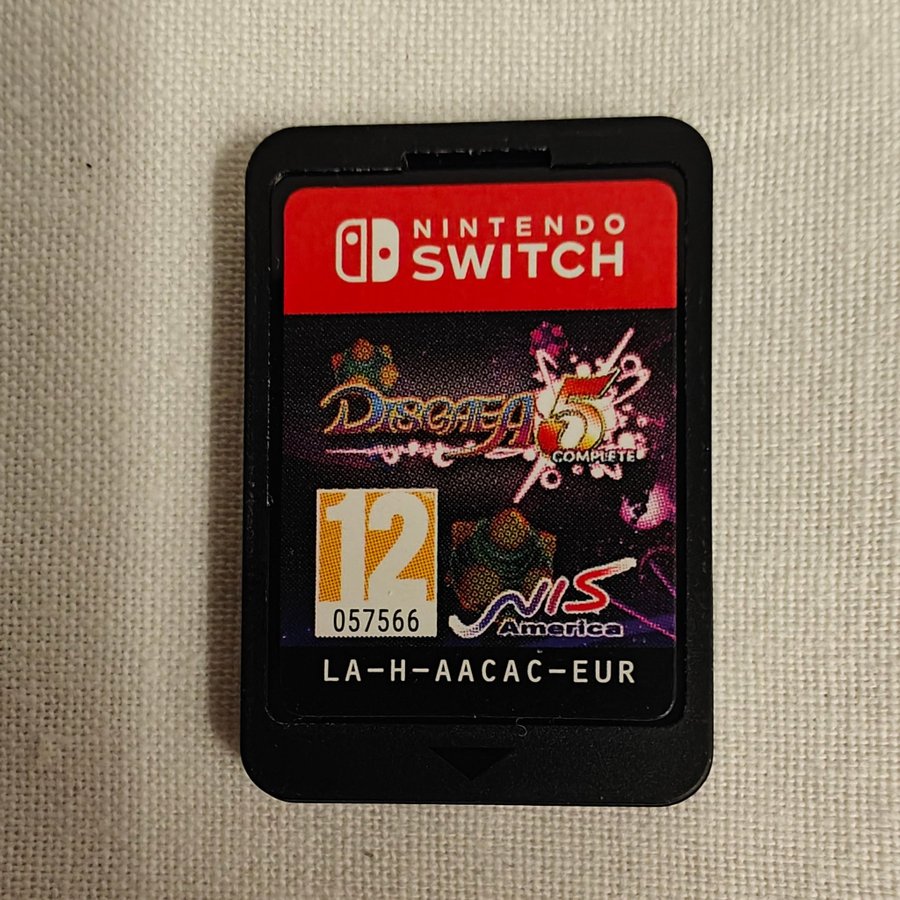 NINTENDO
SWITCH
DISGAEA 5
COMPLETE
12
057566
NIS
America
LA-H-AACAC-EUR